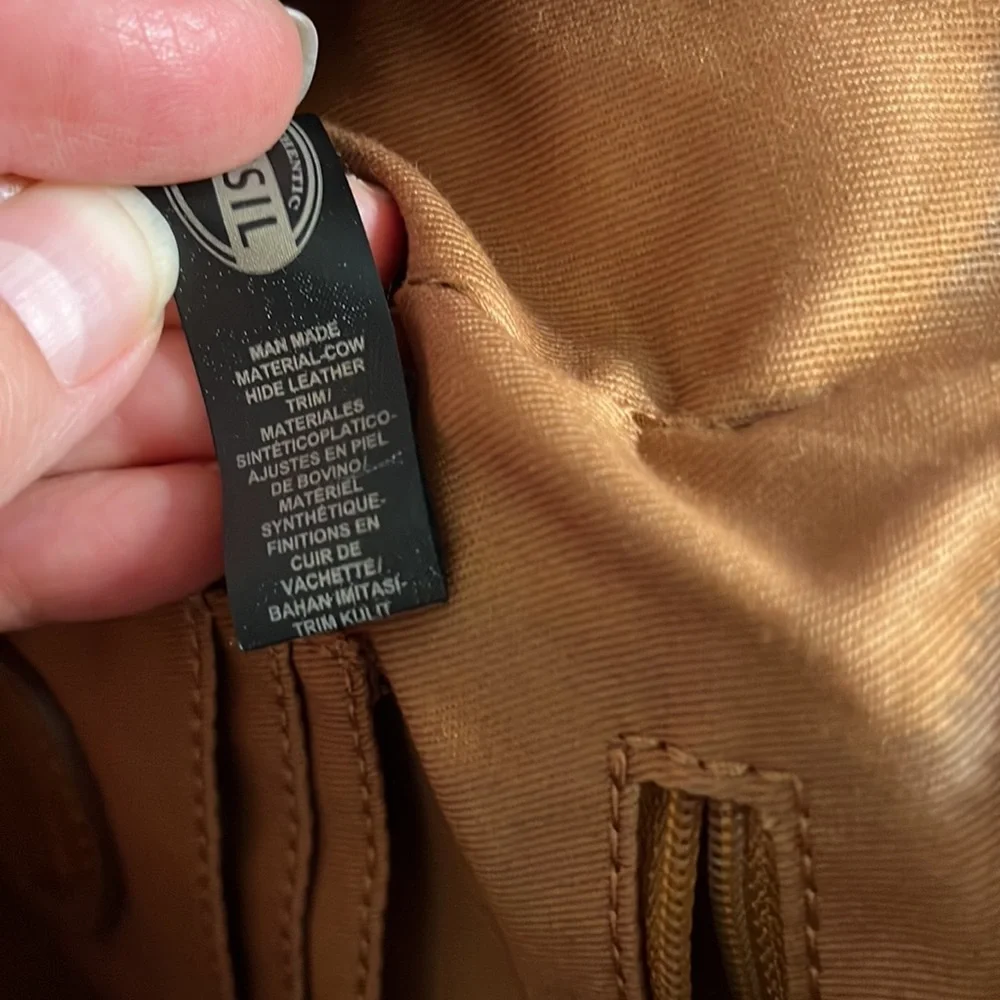 HENTIC
SIL
MAN MADE
MATERIAL-COW
HIDE LEATHER
TRIM/
MATERIALES
SINTÉTICOPLATICO-
AJUSTES EN PIEL
DE BOVINO/
MATÉRIEL
SYNTHÉTIQUE-
FINITIONS EN
CUIR DE
VACHETTE/
BAHAN IMITASI-
TRIM KULIT